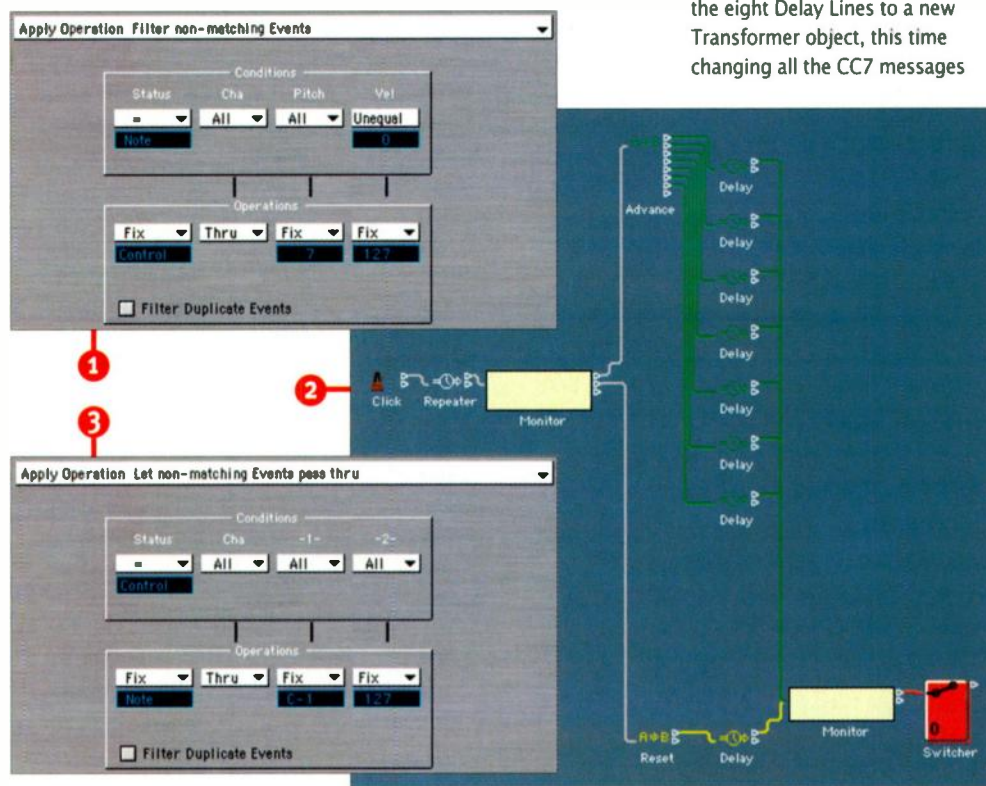 the eight Delay Lines to a new
Transformer object, this time
changing all the CC7 messages
Apply Operation Filter non-matching Events
Conditions
Status Cha Pitch Vel
= All All Unequal
Note 0
Operations
Fix Thru Fix Fix
Control 7 127
Filter Duplicate Events
1
2
3
Click Repeater Monitor
Advance
Delay
Delay
Delay
Delay
Delay
Delay
Delay
Apply Operation Let non-matching Events pass thru
Conditions
Status Cha -1- -2-
= All All All
Control
Operations
Fix Thru Fix Fix
Note C-1 127
Filter Duplicate Events
A B
Reset Delay Monitor
0
Switcher